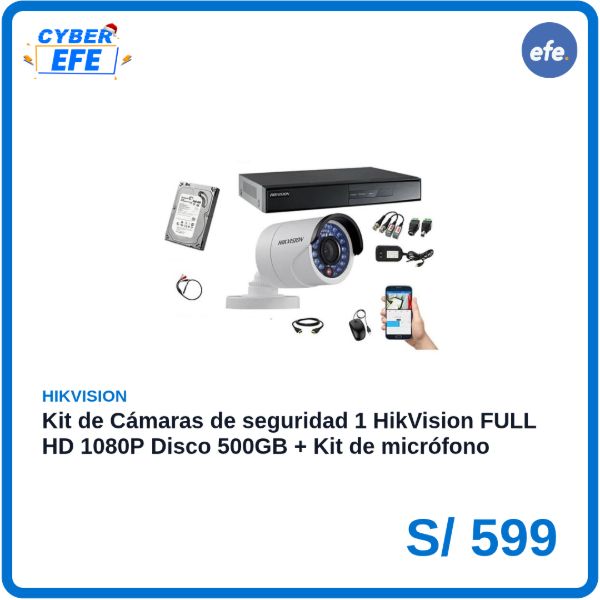 CYBER
EFE
efe.
HIKVISION
HIKVISION
HIKVISION
Kit de Cámaras de seguridad 1 HikVision FULL
HD 1080P Disco 500GB + Kit de micrófono
S/ 599